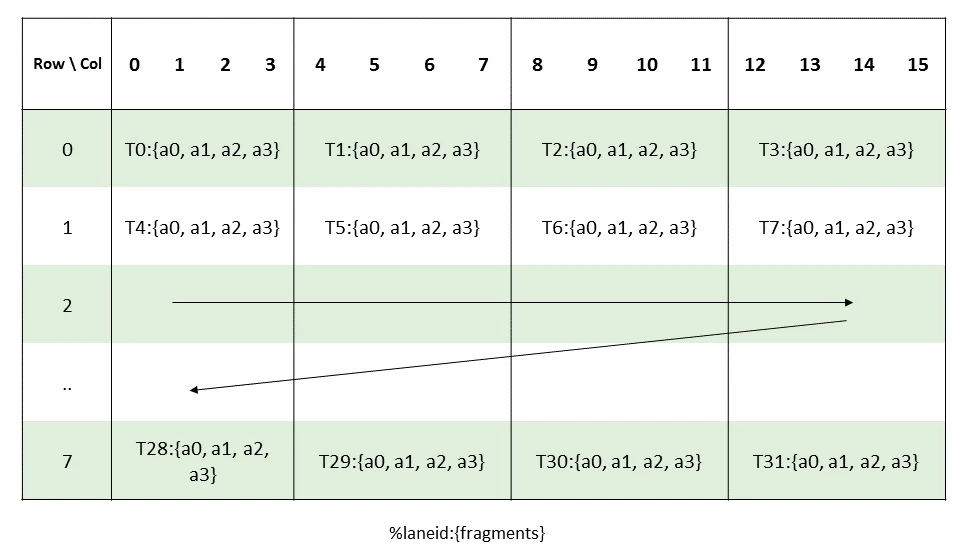 Row \ Col 0 1 2 3 4 5 6 7 8 9 10 11 12 13 14 15
0 T0:{a0, a1, a2, a3} T1:{a0, a1, a2, a3} T2:{a0, a1, a2, a3} T3:{a0, a1, a2, a3}
1 T4:{a0, a1, a2, a3} T5:{a0, a1, a2, a3} T6:{a0, a1, a2, a3} T7:{a0, a1, a2, a3}
2
..
7 T28:{a0, a1, a2,
a3} T29:{a0, a1, a2, a3} T30:{a0, a1, a2, a3} T31:{a0, a1, a2, a3}
%laneid:{fragments}